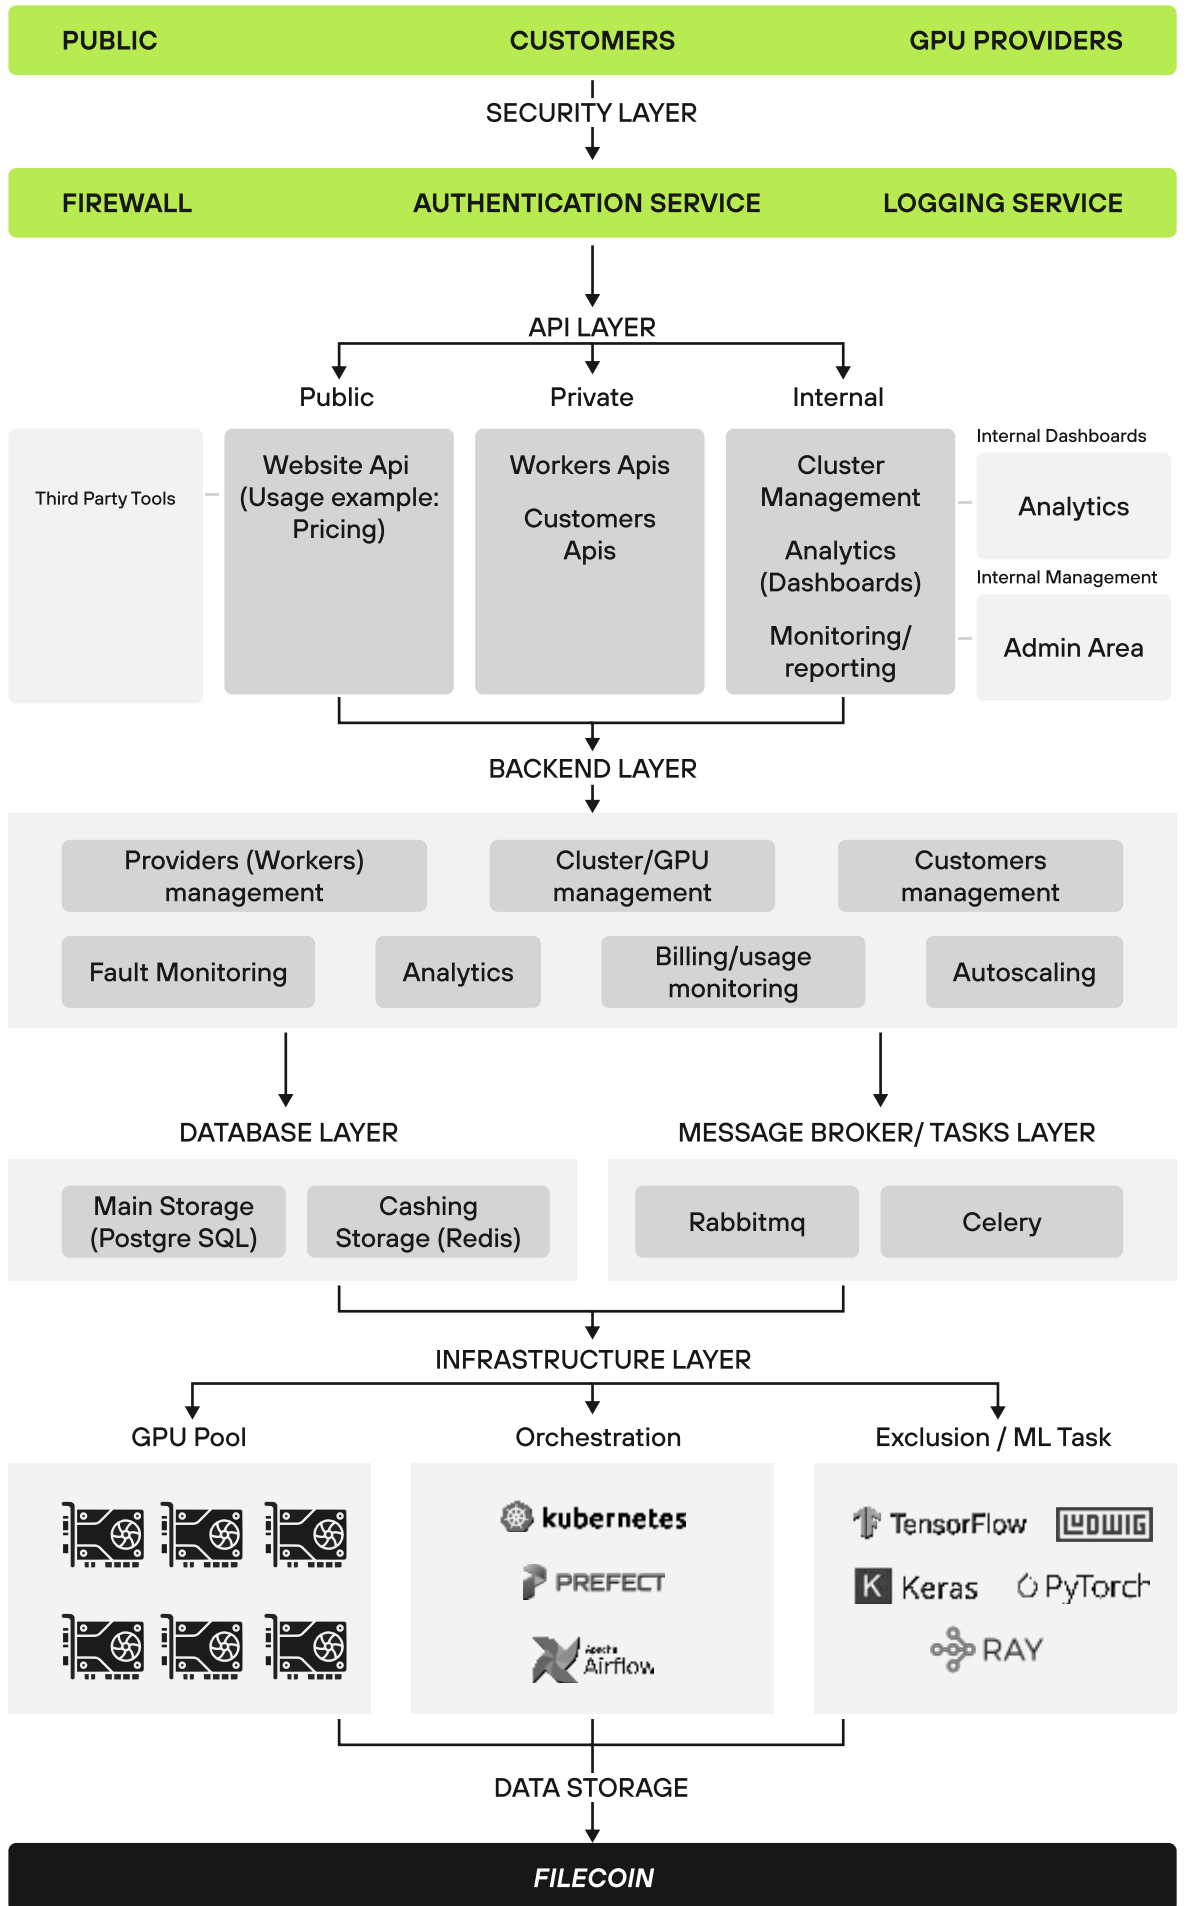 PUBLIC
CUSTOMERS
GPU PROVIDERS
SECURITY LAYER
FIREWALL
AUTHENTICATION SERVICE
LOGGING SERVICE
API LAYER
Public
Private
Internal
Third Party Tools
Website Api
(Usage example:
Pricing)
Workers Apis
Customers
Apis
Cluster
Management
Analytics
(Dashboards)
Monitoring/
reporting
Internal Dashboards
Analytics
Internal Management
Admin Area
BACKEND LAYER
Providers (Workers)
management
Cluster/GPU
management
Customers
management
Fault Monitoring
Analytics
Billing/usage
monitoring
Autoscaling
DATABASE LAYER
MESSAGE BROKER/ TASKS LAYER
Main Storage
(Postgre SQL)
Cashing
Storage (Redis)
Rabbitmq
Celery
INFRASTRUCTURE LAYER
GPU Pool
Orchestration
Exclusion / ML Task
kubernetes
PREFECT
Apache
Airflow
TensorFlow
LUDWIG
K Keras
PyTorch
RAY
DATA STORAGE
FILECOIN